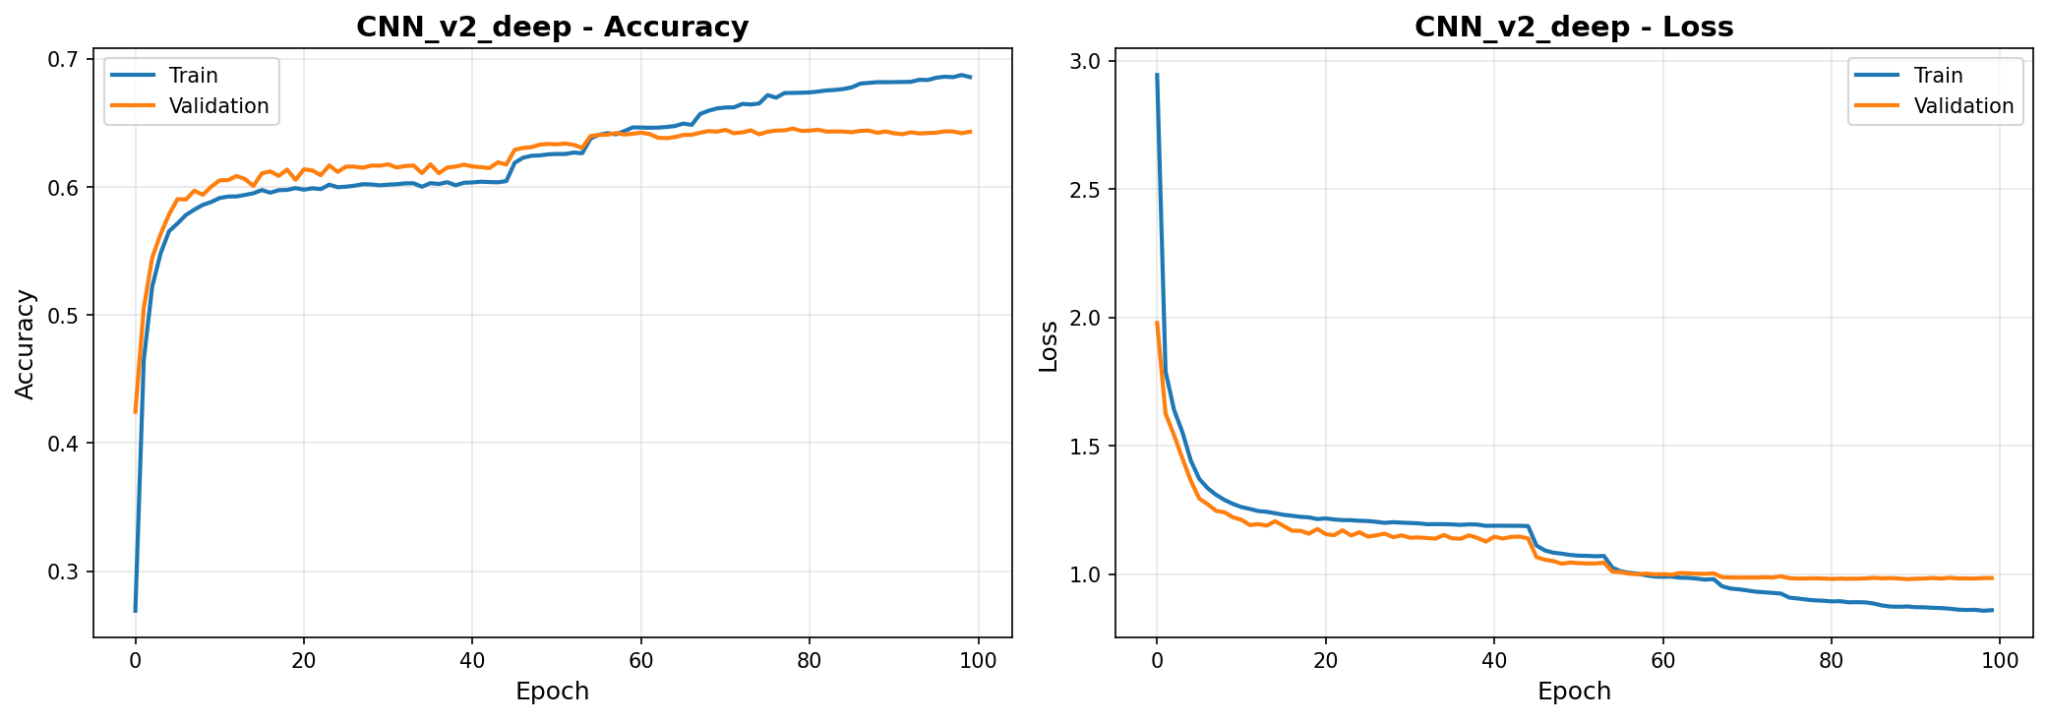 CNN_v2_deep - Accuracy
Train
Validation
0.7
0.6
0.5
0.4
0.3
Accuracy
0
20
40
60
80
100
Epoch
CNN_v2_deep - Loss
Train
Validation
3.0
2.5
2.0
1.5
1.0
Loss
0
20
40
60
80
100
Epoch